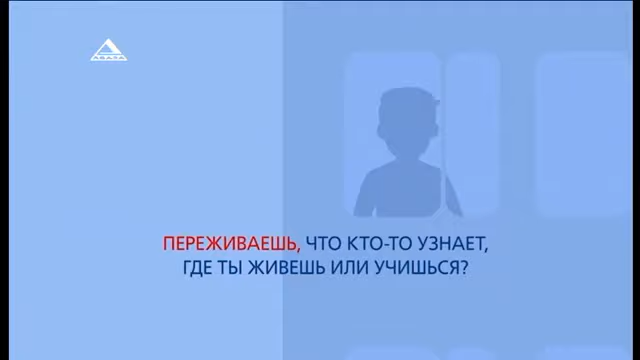 ПЕРЕЖИВАЕШЬ, ЧТО КТО-ТО УЗНАЕТ,
ГДЕ ТЫ ЖИВЕШЬ ИЛИ УЧИШЬСЯ?